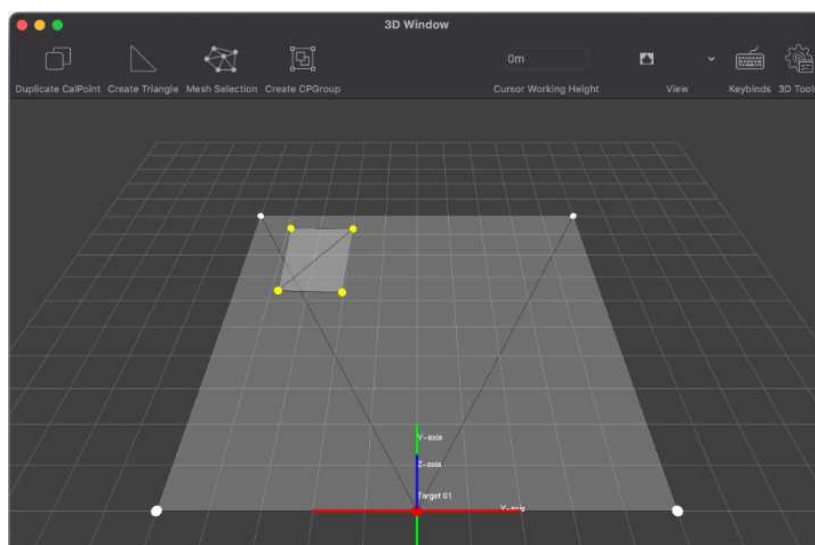 3D Window
0m
Duplicate CalPoint Create Triangle Mesh Selection Create CPGroup Cursor Working Height View Keybinds 3D Tools
Y-axis
Z-axis
Target 01